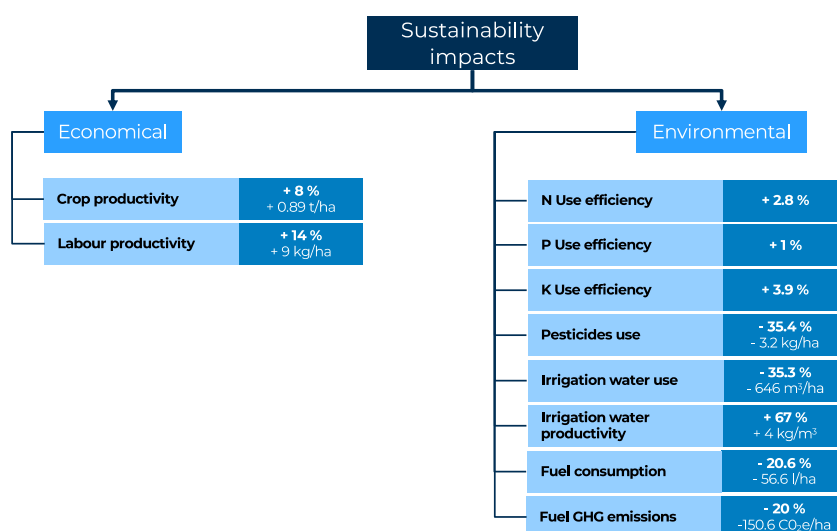 Sustainability
impacts
Economical
Environmental
Crop productivity
+ 8 %
+ 0.89 t/ha
Labour productivity
+ 14 %
+ 9 kg/ha
N Use efficiency
+ 2.8 %
P Use efficiency
+ 1 %
K Use efficiency
+ 3.9 %
Pesticides use
- 35.4 %
- 3.2 kg/ha
Irrigation water use
- 35.3 %
- 646 m³/ha
Irrigation water
productivity
+ 67 %
+ 4 kg/m³
Fuel consumption
- 20.6 %
- 56.6 l/ha
Fuel GHG emissions
- 20 %
-150.6 C0₂e/ha